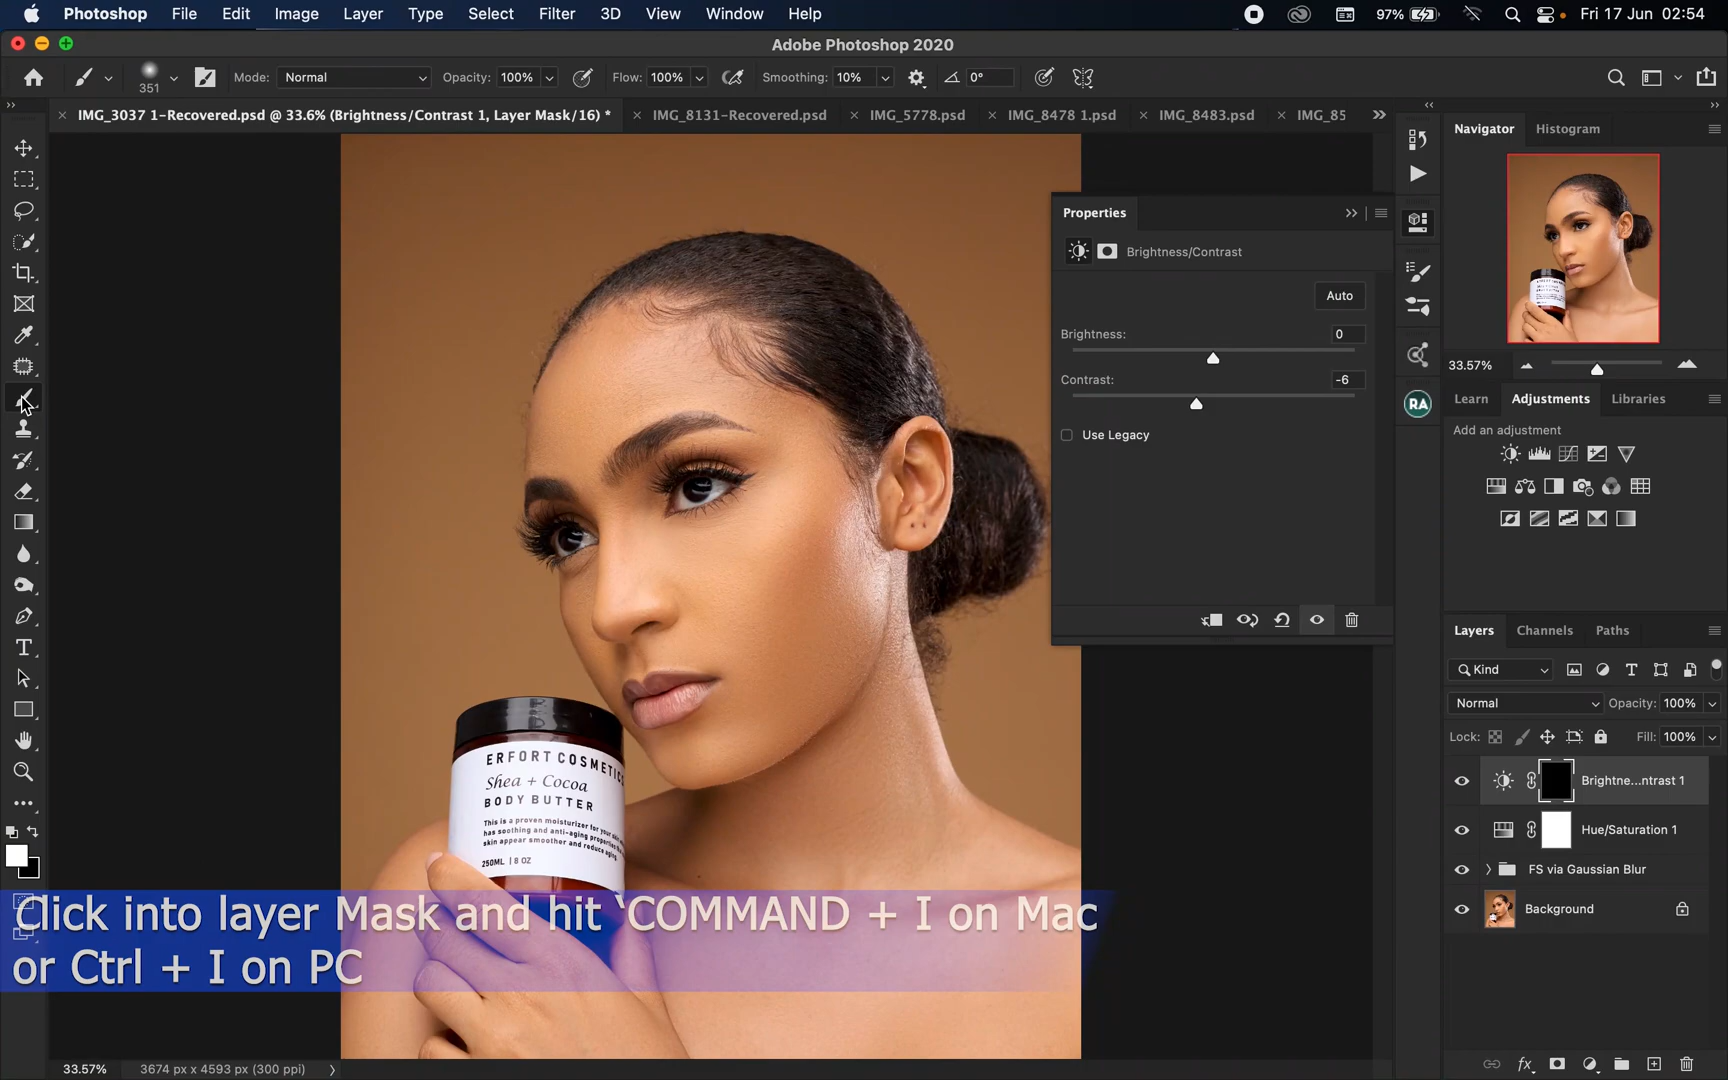 Photoshop File Edit Image Layer Type Select Filter 3D View Window Help 97% Fri 17 Jun 02:54
Adobe Photoshop 2020
351 Mode: Normal Opacity: 100% Flow: 100% Smoothing: 10% 0°
IMG_3037 1-Recovered.psd @ 33.6% (Brightness/Contrast 1, Layer Mask/16) * IMG_8131-Recovered.psd IMG_5778.psd IMG_8478 1.psd IMG_8483.psd IMG_85
Navigator Histogram
Properties
Brightness/Contrast
Auto
Brightness: 0
Contrast: -6
Use Legacy
33.57%
RA
Learn Adjustments Libraries
Add an adjustment
Layers Channels Paths
Kind
Normal Opacity: 100%
Lock: Fill: 100%
Brightne...ntrast 1
Hue/Saturation 1
FS via Gaussian Blur
Background
ERFORT COSMETICS
Shea + Cocoa
BODY BUTTER
This is a proven moisturizer for your skin
has soothing and anti-aging properties
skin appear smoother and reduce aging
250ML | 8 OZ
Click into layer Mask and hit ‘COMMAND + I on Mac
or Ctrl + I on PC
33.57% 3674 px x 4593 px (300 ppi)